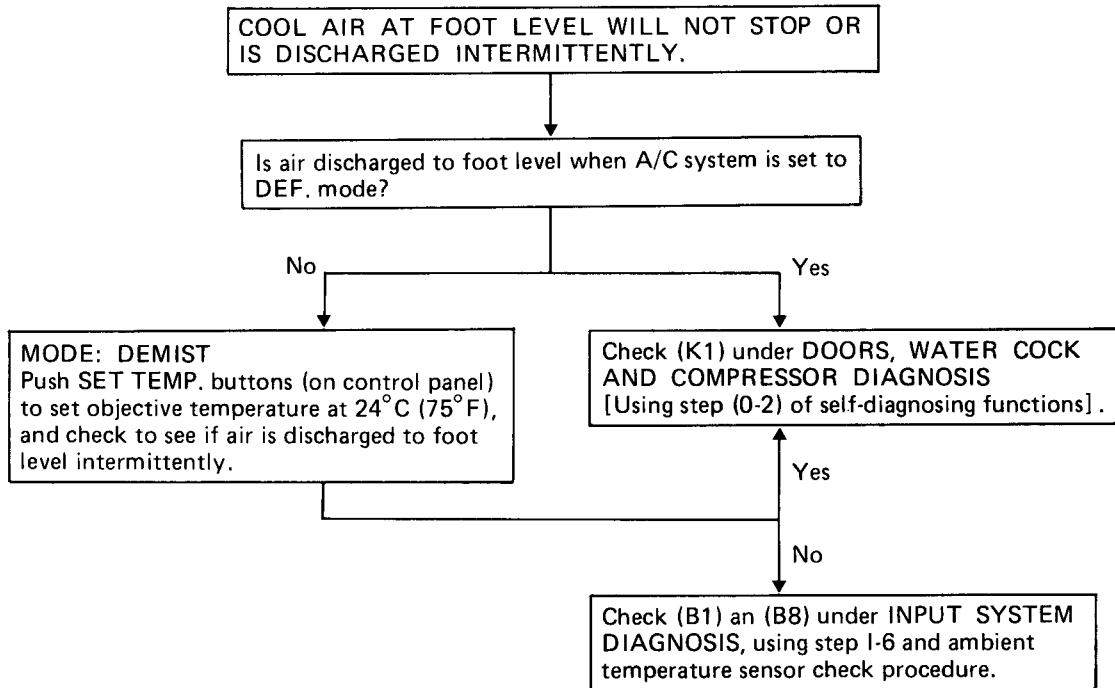 COOL AIR AT FOOT LEVEL WILL NOT STOP OR
IS DISCHARGED INTERMITTENTLY.
Is air discharged to foot level when A/C system is set to
DEF. mode?
No
Yes
MODE: DEMIST
Push SET TEMP. buttons (on control panel)
to set objective temperature at 24°C (75°F),
and check to see if air is discharged to foot
level intermittently.
Check (K1) under DOORS, WATER COCK
AND COMPRESSOR DIAGNOSIS
[Using step (0-2) of self-diagnosing functions].
Yes
No
Check (B1) an (B8) under INPUT SYSTEM
DIAGNOSIS, using step I-6 and ambient
temperature sensor check procedure.